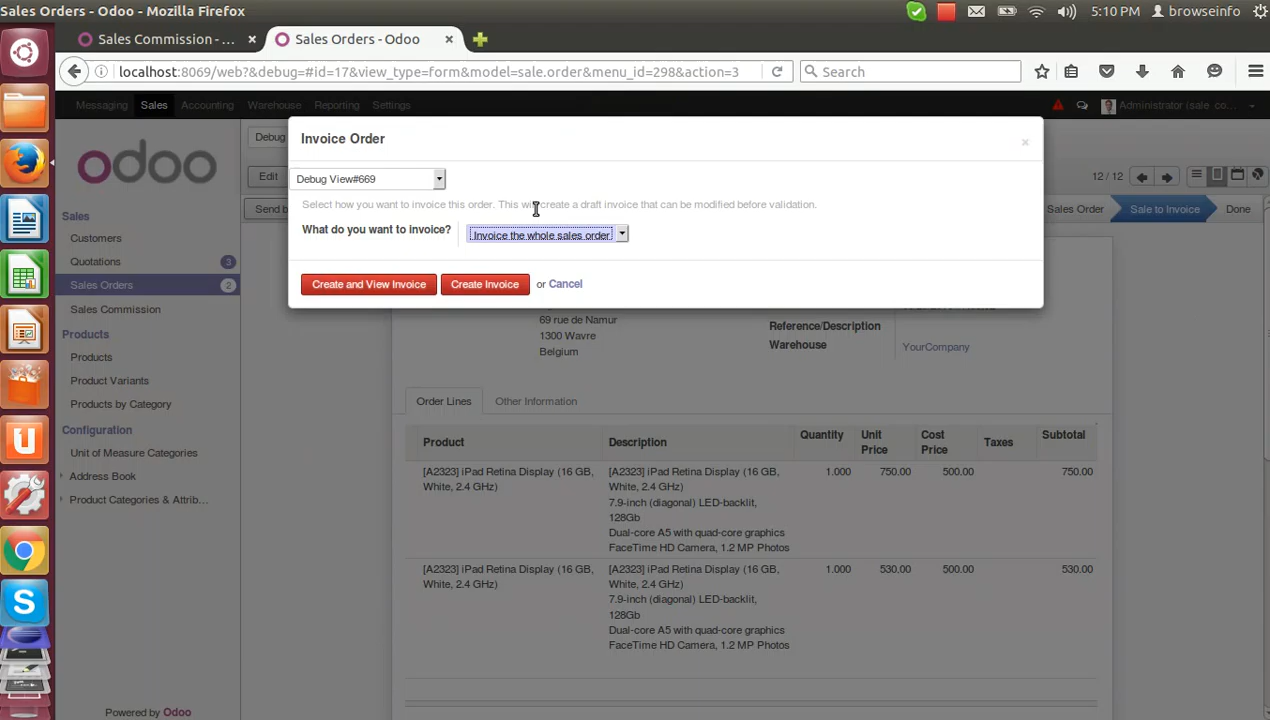 Sales Orders - Odoo - Mozilla Firefox
5:10 PM
browseinfo
Sales Commission - ...
Sales Orders - Odoo
localhost:8069/web?&debug=#id=17&view_type=form&model=sale.order&menu_id=298&action=3
Search
Messaging
Sales
Accounting
Warehouse
Reporting
Settings
Administrator (sale_co...
odoo
Debug
Edit
12 / 12
Send b
Sales Order
Sale to Invoice
Done
Invoice Order
×
Debug View#669
Select how you want to invoice this order. This will create a draft invoice that can be modified before validation.
What do you want to invoice?
Invoice the whole sales order
Create and View Invoice
Create Invoice
or Cancel
Sales
Customers
Quotations 3
Sales Orders 2
Sales Commission
Products
Products
Product Variants
Products by Category
Configuration
Unit of Measure Categories
Address Book
Product Categories & Attrib...
Powered by Odoo
69 rue de Namur
1300 Wavre
Belgium
Reference/Description
Warehouse
YourCompany
Order Lines
Other Information
Product
Description
Quantity
Unit
Price
Cost
Price
Taxes
Subtotal
[A2323] iPad Retina Display (16 GB,
White, 2.4 GHz)
[A2323] iPad Retina Display (16 GB,
White, 2.4 GHz)
7.9-inch (diagonal) LED-backlit,
128Gb
Dual-core A5 with quad-core graphics
FaceTime HD Camera, 1.2 MP Photos
1.000
750.00
500.00
750.00
[A2323] iPad Retina Display (16 GB,
White, 2.4 GHz)
[A2323] iPad Retina Display (16 GB,
White, 2.4 GHz)
7.9-inch (diagonal) LED-backlit,
128Gb
Dual-core A5 with quad-core graphics
FaceTime HD Camera, 1.2 MP Photos
1.000
530.00
500.00
530.00